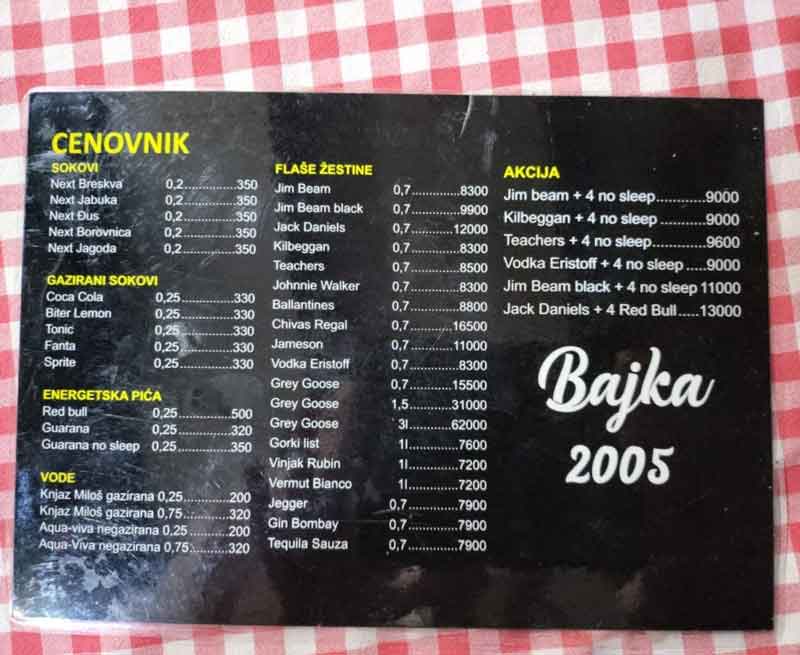 CENOVNIK
SOKOVI
Next Breskva 0,2................350
Next Jabuka 0,2................350
Next Đus 0,2................350
Next Borovnica 0,2................350
Next Jagoda 0,2................350
GAZIRANI SOKOVI
Coca Cola 0,25................330
Biter Lemon 0,25................330
Tonic 0,25................330
Fanta 0,25................330
Sprite 0,25................330
ENERGETSKA PIĆA
Red bull 0,25................500
Guarana 0,25................320
Guarana no sleep 0,25................350
VODE
Knjaz Miloš gazirana 0,25............200
Knjaz Miloš gazirana 0,75............320
Aqua-viva negazirana 0.25..........200
Aqua-Viva negazirana 0,75..........320
FLAŠE ŽESTINE
Jim Beam 0,7..............8300
Jim Beam black 0,7..............9900
Jack Daniels 0,7............12000
Kilbeggan 0,7..............8300
Teachers 0,7..............8500
Johnnie Walker 0,7..............8300
Ballantines 0,7..............8800
Chivas Regal 0,7............16500
Jameson 0,7............11000
Vodka Eristoff 0,7..............8300
Grey Goose 0,7............15500
Grey Goose 1,5............31000
Grey Goose 3l............62000
Gorki list 1l..............7600
Vinjak Rubin 1l..............7200
Vermut Bianco 1l..............7200
Jegger 0,7..............7900
Gin Bombay 0,7..............7900
Tequila Sauza 0,7..............7900
AKCIJA
Jim beam + 4 no sleep............9000
Kilbeggan + 4 no sleep ...........9000
Teachers + 4 no sleep............9600
Vodka Eristoff + 4 no sleep .....9000
Jim Beam black + 4 no sleep 11000
Jack Daniels + 4 Red Bull.....13000
Bajka
2005